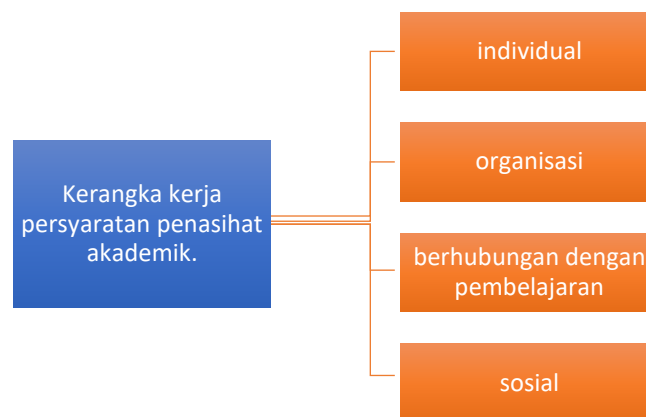 individual
organisasi
Kerangka kerja
persyaratan penasihat
akademik.
berhubungan dengan
pembelajaran
sosial